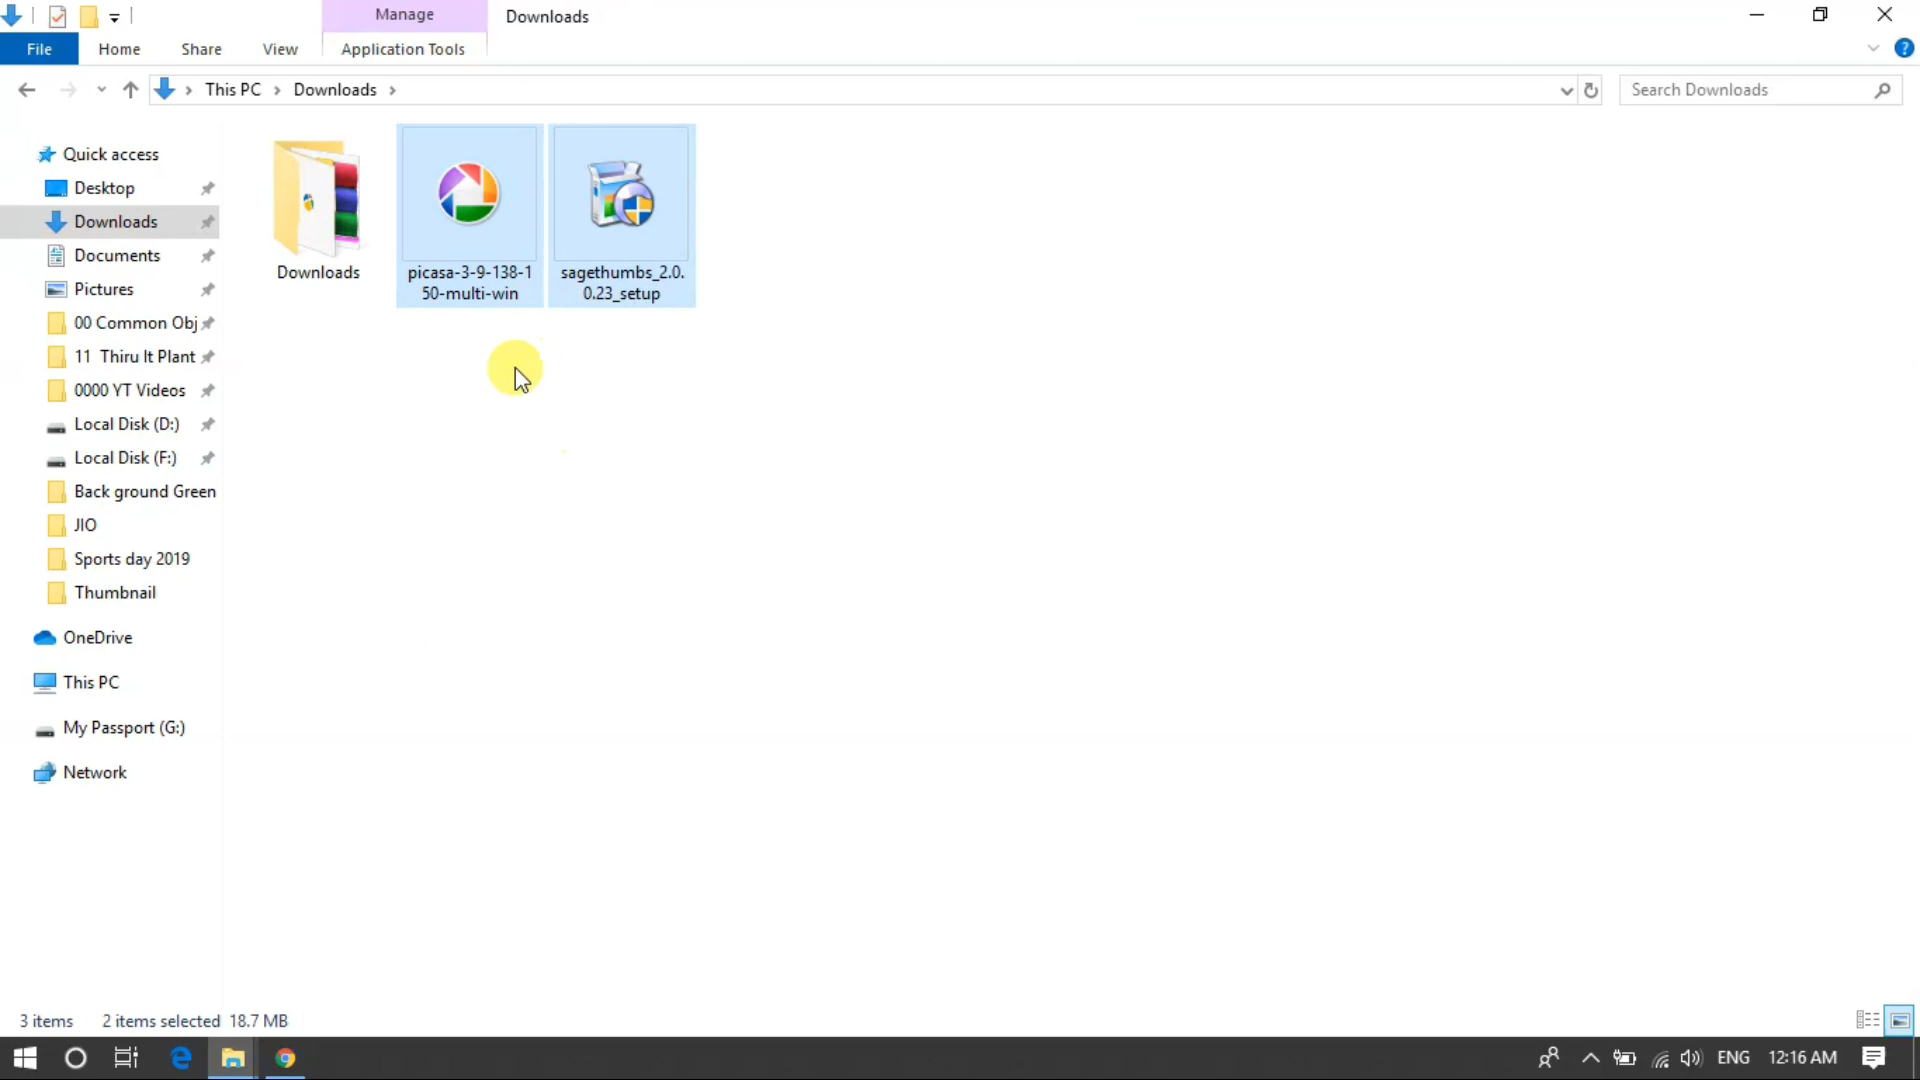 Manage
Downloads
File
Home
Share
View
Application Tools
This PC
Downloads
Search Downloads
Quick access
Desktop
Downloads
Documents
Pictures
00 Common Obj
11 Thiru It Plant
0000 YT Videos
Local Disk (D:)
Local Disk (F:)
Back ground Green
JIO
Sports day 2019
Thumbnail
OneDrive
This PC
My Passport (G:)
Network
Downloads
picasa-3-9-138-1
50-multi-win
sagethumbs_2.0.
0.23_setup
3 items
2 items selected 18.7 MB
ENG
12:16 AM